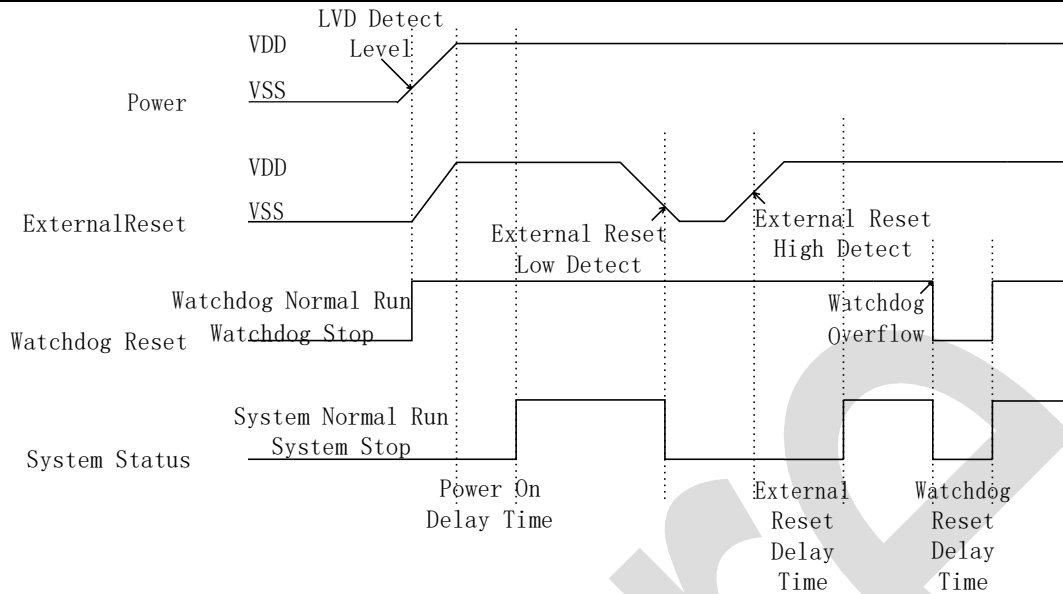 LVD Detect
Level
VDD
VSS
Power
VDD
VSS
ExternalReset
External Reset
Low Detect
External Reset
High Detect
Watchdog Normal Run
Watchdog Stop
Watchdog Reset
Watchdog
Overflow
System Normal Run
System Stop
System Status
Power On
Delay Time
External
Reset
Delay
Time
Watchdog
Reset
Delay
Time